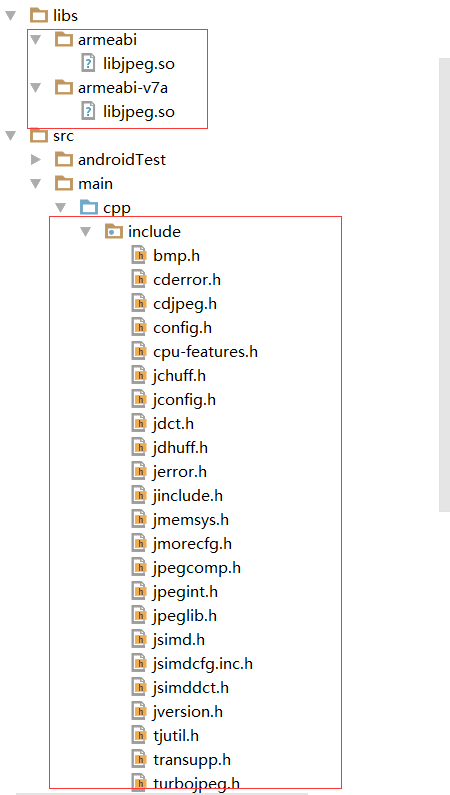 libs
armeabi
libjpeg.so
armeabi-v7a
libjpeg.so
src
androidTest
main
cpp
include
bmp.h
cderror.h
cdjpeg.h
config.h
cpu-features.h
jchuff.h
jconfig.h
jdct.h
jdhuff.h
jerror.h
jinclude.h
jmemsys.h
jmorecfg.h
jpegcomp.h
jpegint.h
jpeglib.h
jsimd.h
jsimdcfg.inc.h
jsimddct.h
jversion.h
tjutil.h
transupp.h
turbojpeg.h